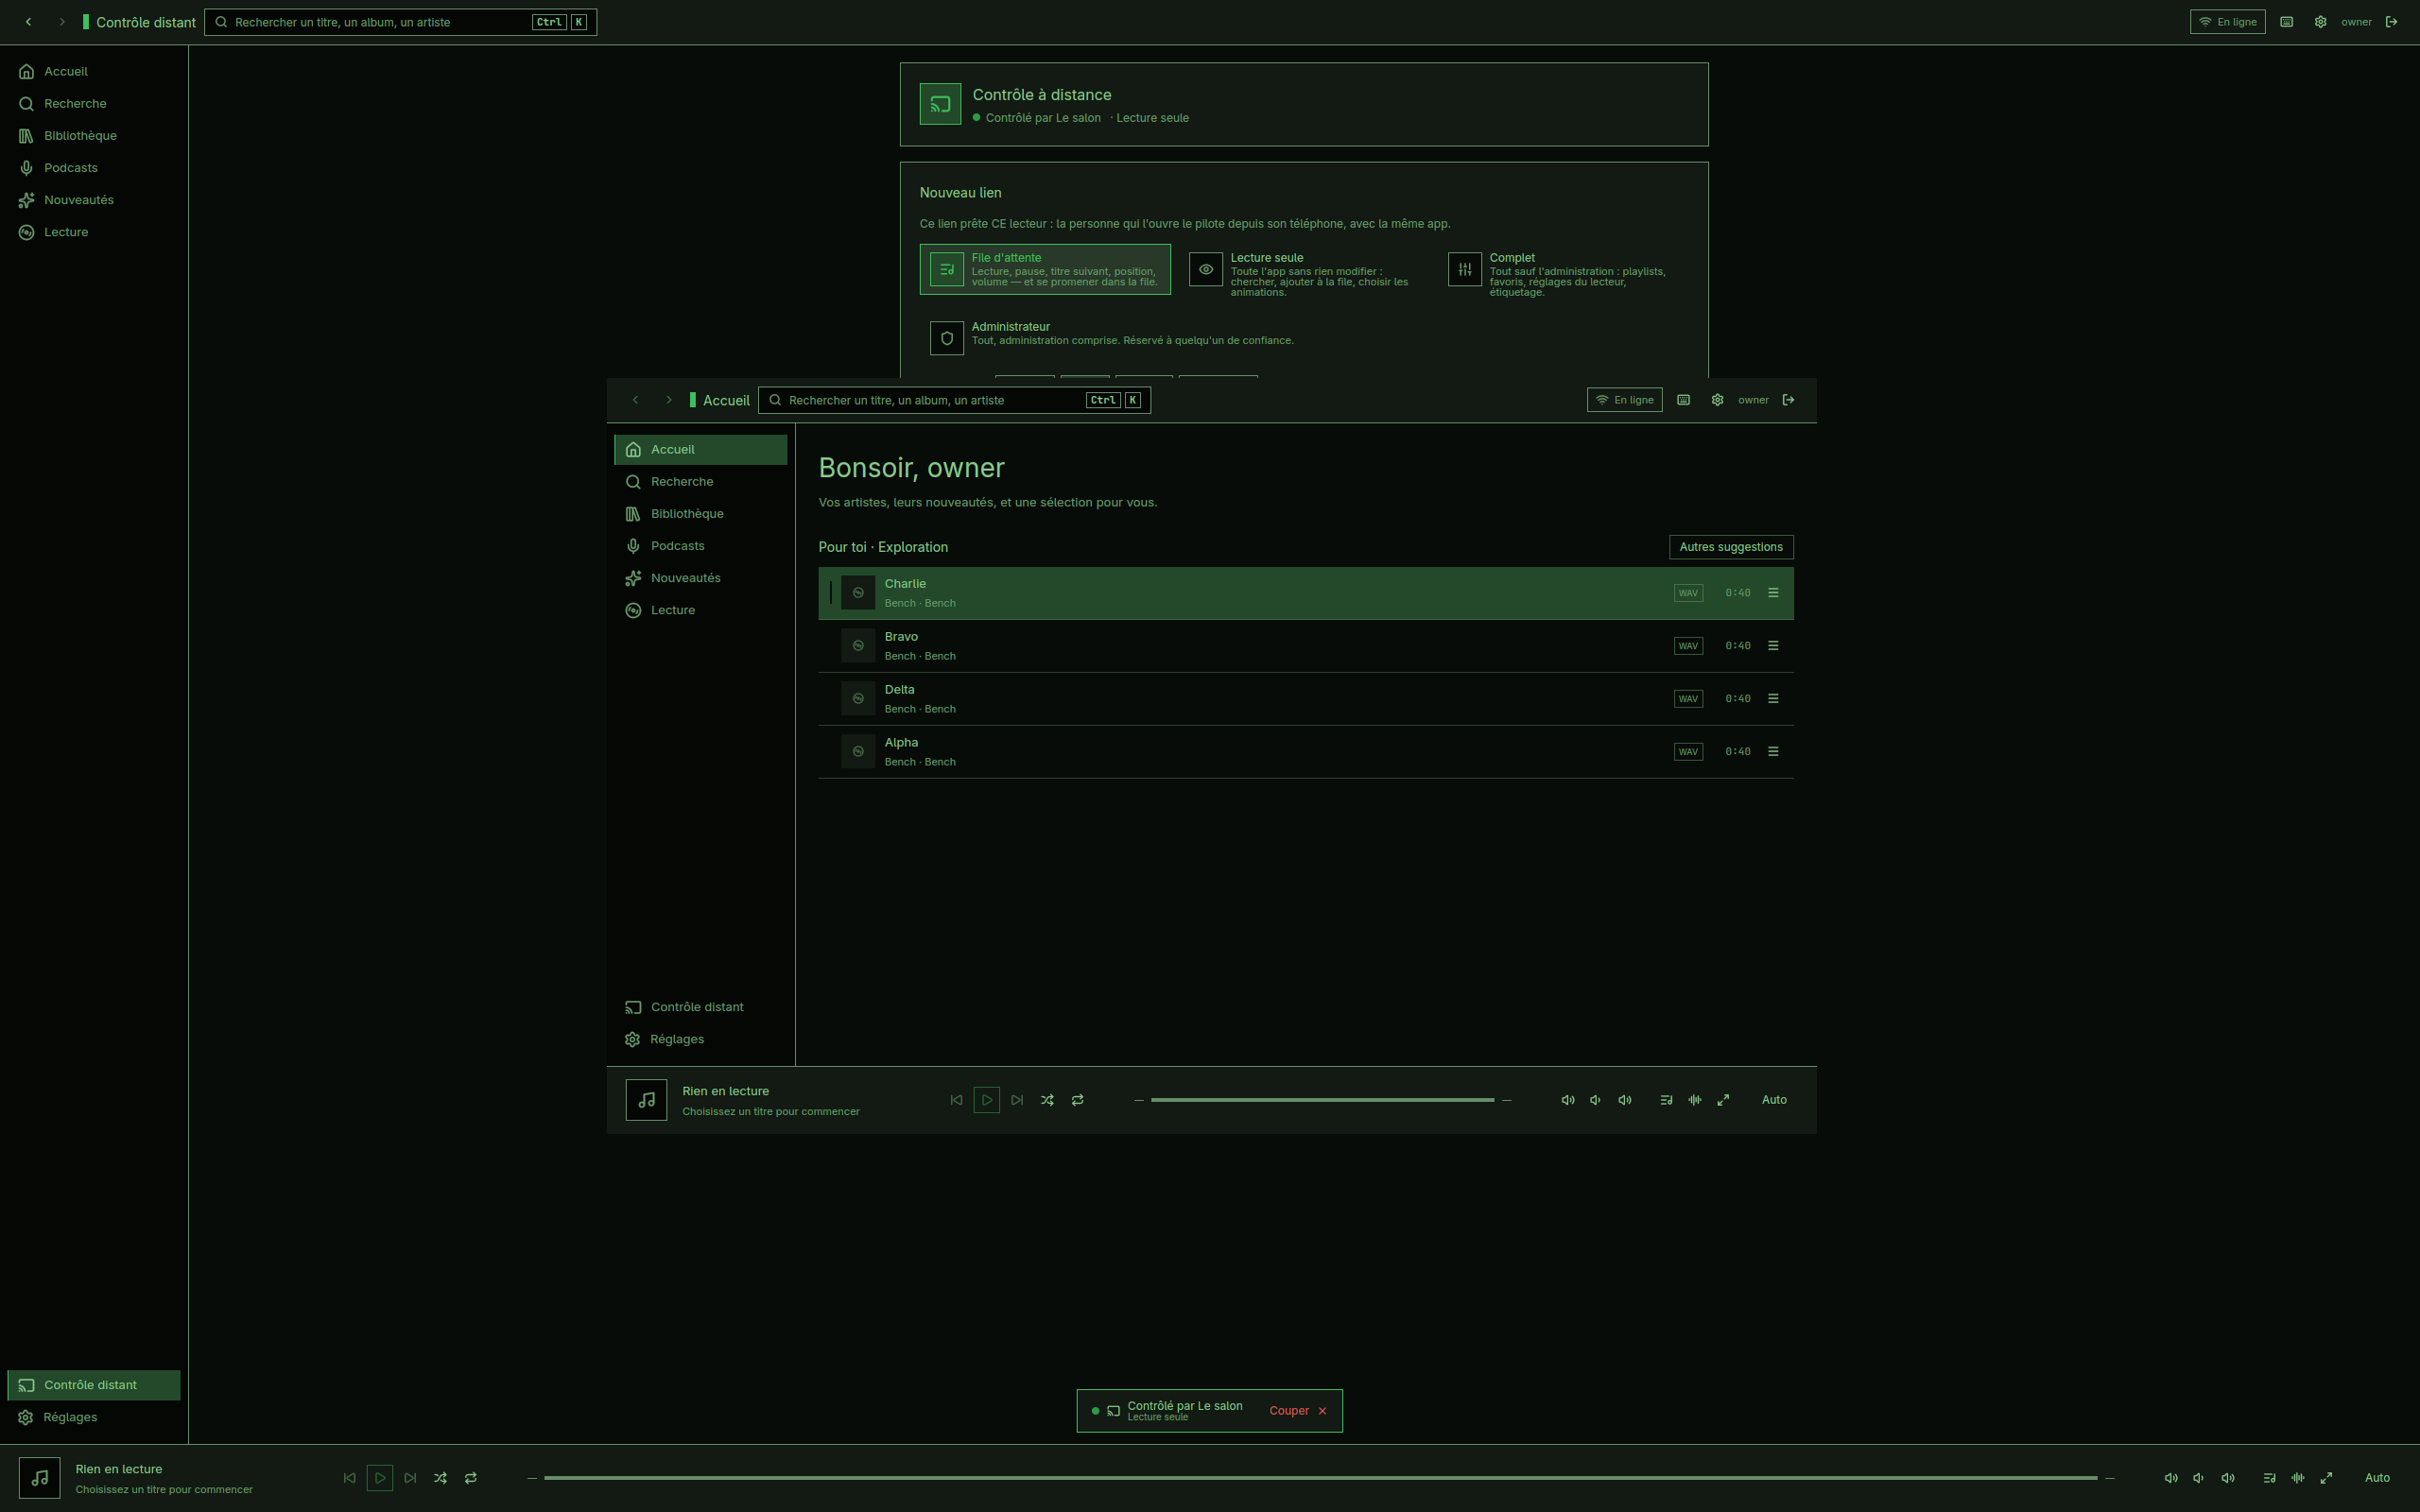 Contrôle distant
Rechercher un titre, un album, un artiste
Ctrl K
En ligne
owner
Accueil
Recherche
Bibliothèque
Podcasts
Nouveautés
Lecture
Contrôle à distance
Contrôlé par Le salon · Lecture seule
Nouveau lien
Ce lien prête CE lecteur : la personne qui l'ouvre le pilote depuis son téléphone, avec la même app.
File d'attente
Lecture, pause, titre suivant, position,
volume — et se promener dans la file.
Lecture seule
Toute l'app sans rien modifier :
chercher, ajouter à la file, choisir les
animations.
Complet
Tout sauf l'administration : playlists,
favoris, réglages du lecteur,
étiquetage.
Administrateur
Tout, administration comprise. Réservé à quelqu'un de confiance.
Accueil
Rechercher un titre, un album, un artiste
Ctrl K
En ligne
owner
Accueil
Recherche
Bibliothèque
Podcasts
Nouveautés
Lecture
Bonsoir, owner
Vos artistes, leurs nouveautés, et une sélection pour vous.
Pour toi · Exploration
Autres suggestions
Charlie
Bench · Bench
WAV 0:40
Bravo
Bench · Bench
WAV 0:40
Delta
Bench · Bench
WAV 0:40
Alpha
Bench · Bench
WAV 0:40
Contrôle distant
Réglages
Rien en lecture
Choisissez un titre pour commencer
— —
Auto
Contrôle distant
Réglages
Contrôlé par Le salon
Lecture seule
Couper
Rien en lecture
Choisissez un titre pour commencer
— —
Auto